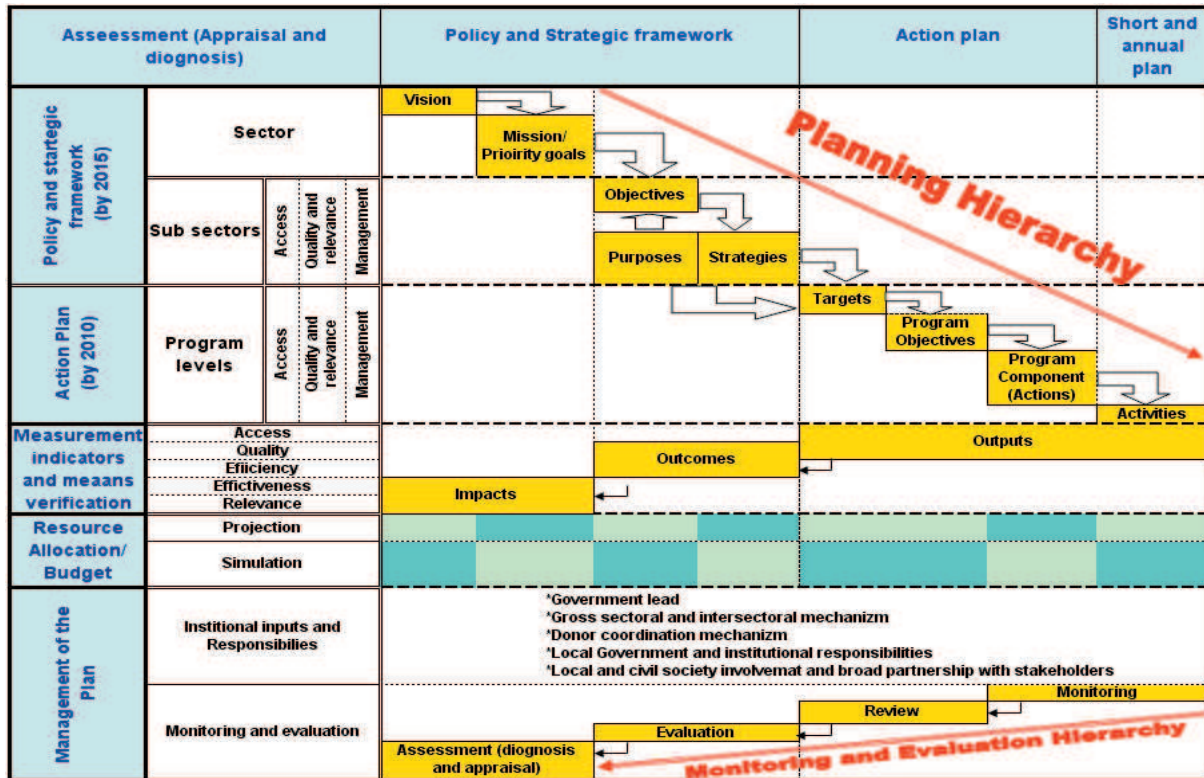 Asseessment (Appraisal and
diognosis)
Policy and Strategic framework
Action plan
Short and
annual
plan
Policy and startegic
framework
(by 2015)
Sector
Vision
Mission/
Prioirity goals
Planning Hierarchy
Sub sectors
Access
Quality and
relevance
Management
Objectives
Purposes
Strategies
Action Plan
(by 2010)
Program
levels
Access
Quality and
relevance
Management
Targets
Program
Objectives
Program
Component
(Actions)
Activities
Measurement
indicators
and meaans
verification
Access
Quality
Efiiciency
Effictiveness
Relevance
Outputs
Outcomes
Impacts
Resource
Allocation/
Budget
Projection
Simulation
Management of the
Plan
Institional inputs and
Responsibilies
*Government lead
*Gross sectoral and intersectoral mechanizm
*Donor coordination mechanizm
*Local Government and institutional responsibilities
*Local and civil society involvemat and broad partnership with stakeholders
Monitoring and evaluation
Monitoring
Review
Evaluation
Assessment (diagnosis
and appraisal)
Monitoring and Evaluation Hierarchy